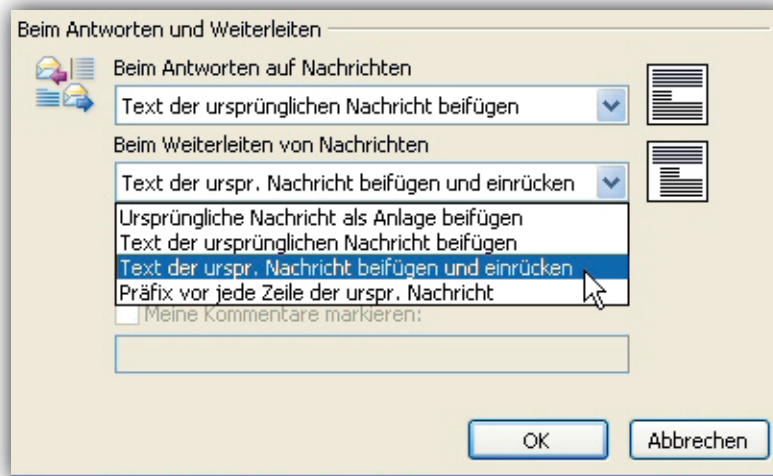 Beim Antworten und Weiterleiten
Beim Antworten auf Nachrichten
Text der ursprünglichen Nachricht beifügen
Beim Weiterleiten von Nachrichten
Text der urspr. Nachricht beifügen und einrücken
Ursprüngliche Nachricht als Anlage beifügen
Text der ursprünglichen Nachricht beifügen
Text der urspr. Nachricht beifügen und einrücken
Präfix vor jede Zeile der urspr. Nachricht
Meine Kommentare markieren:
OK
Abbrechen